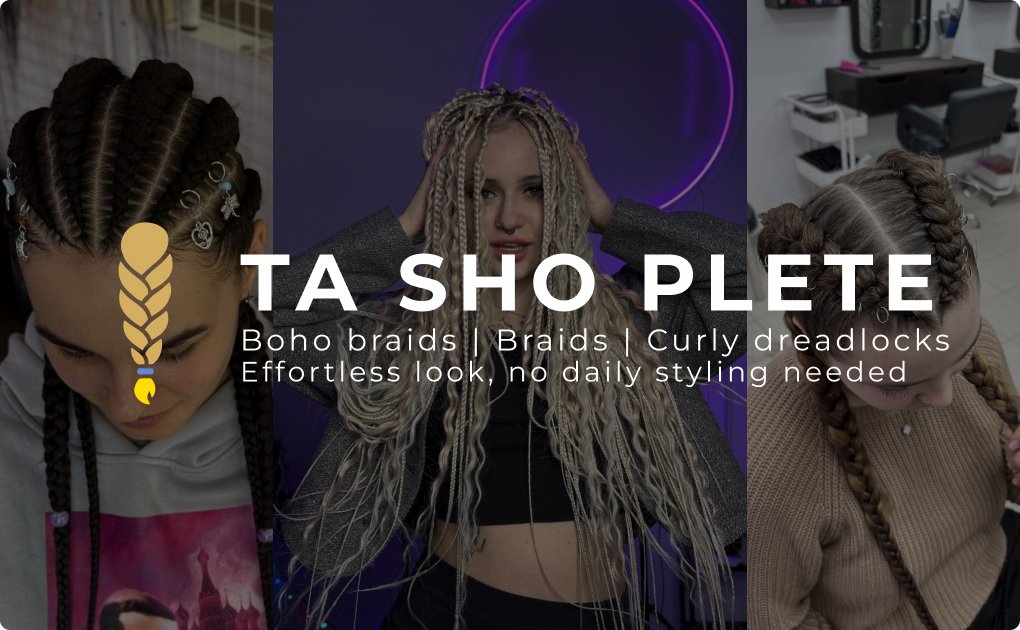 TA SHO PLETE
Boho braids | Braids | Curly dreadlocks
Effortless look, no daily styling needed